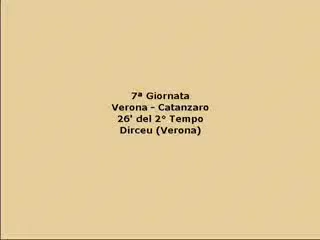 7ª Giornata
Verona - Catanzaro
26' del 2° Tempo
Dirceu (Verona)